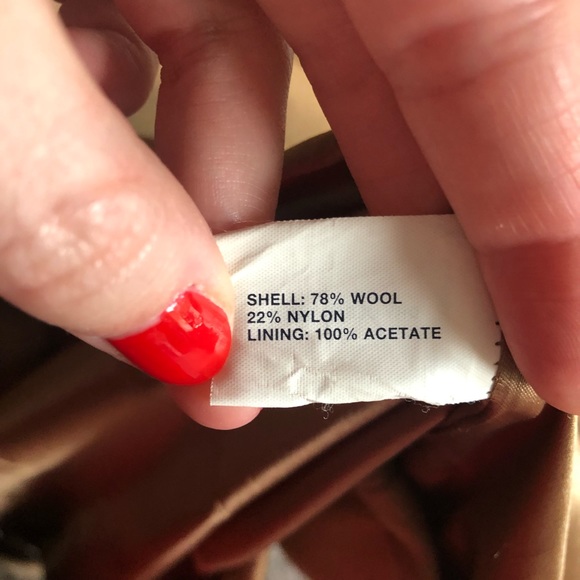 SHELL: 78% WOOL
22% NYLON
LINING: 100% ACETATE